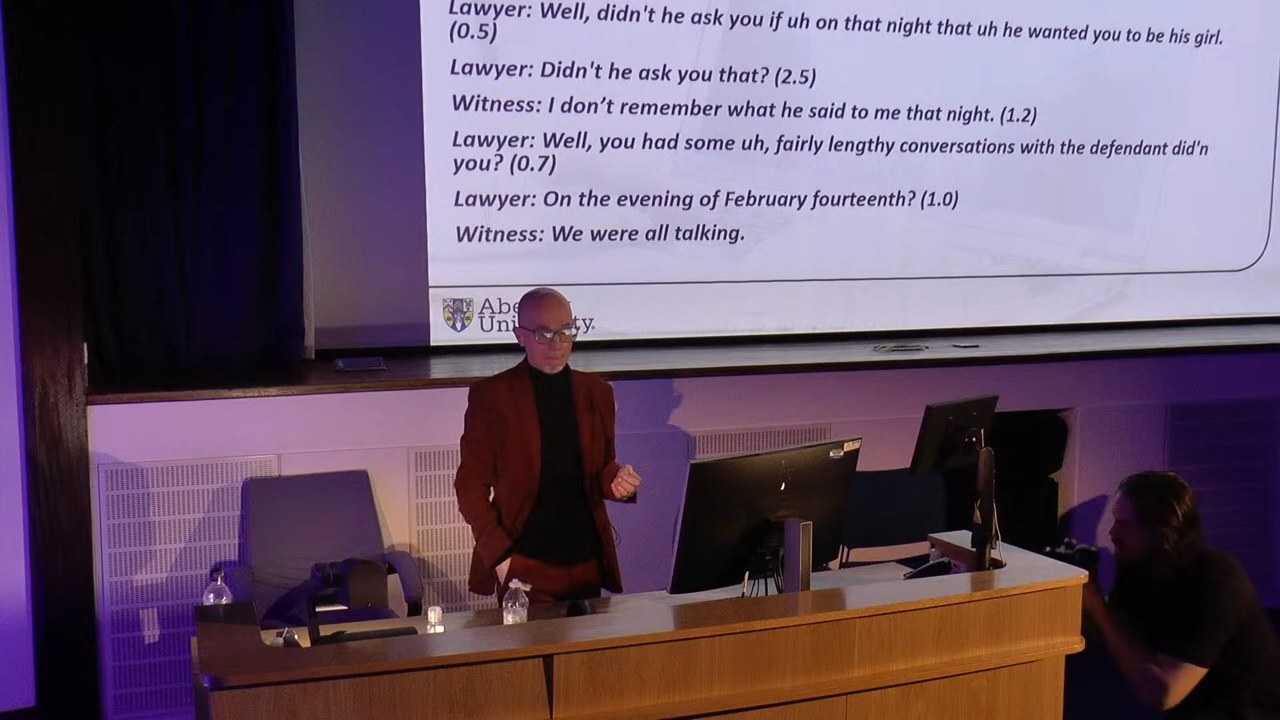 Lawyer: Well, didn't he ask you if uh on that night that uh he wanted you to be his girl.
(0.5)
Lawyer: Didn't he ask you that? (2.5)
Witness: I don’t remember what he said to me that night. (1.2)
Lawyer: Well, you had some uh, fairly lengthy conversations with the defendant did'n
you? (0.7)
Lawyer: On the evening of February fourteenth? (1.0)
Witness: We were all talking.